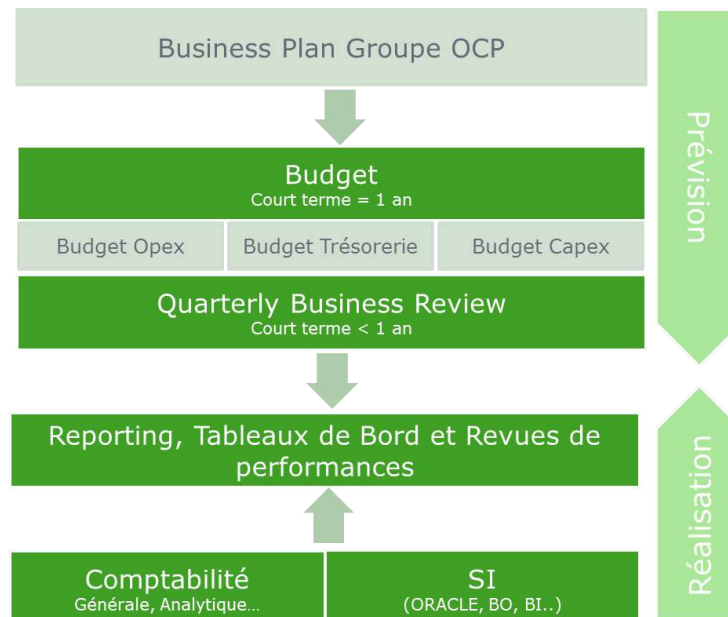 Business Plan Groupe OCP
Budget
Court terme = 1 an
Budget Opex
Budget Trésorerie
Budget Capex
Quarterly Business Review
Court terme < 1 an
Prévision
Reporting, Tableaux de Bord et Revues de
performances
Comptabilité
Générale, Analytique...
SI
(ORACLE, BO, BI..)
Réalisation